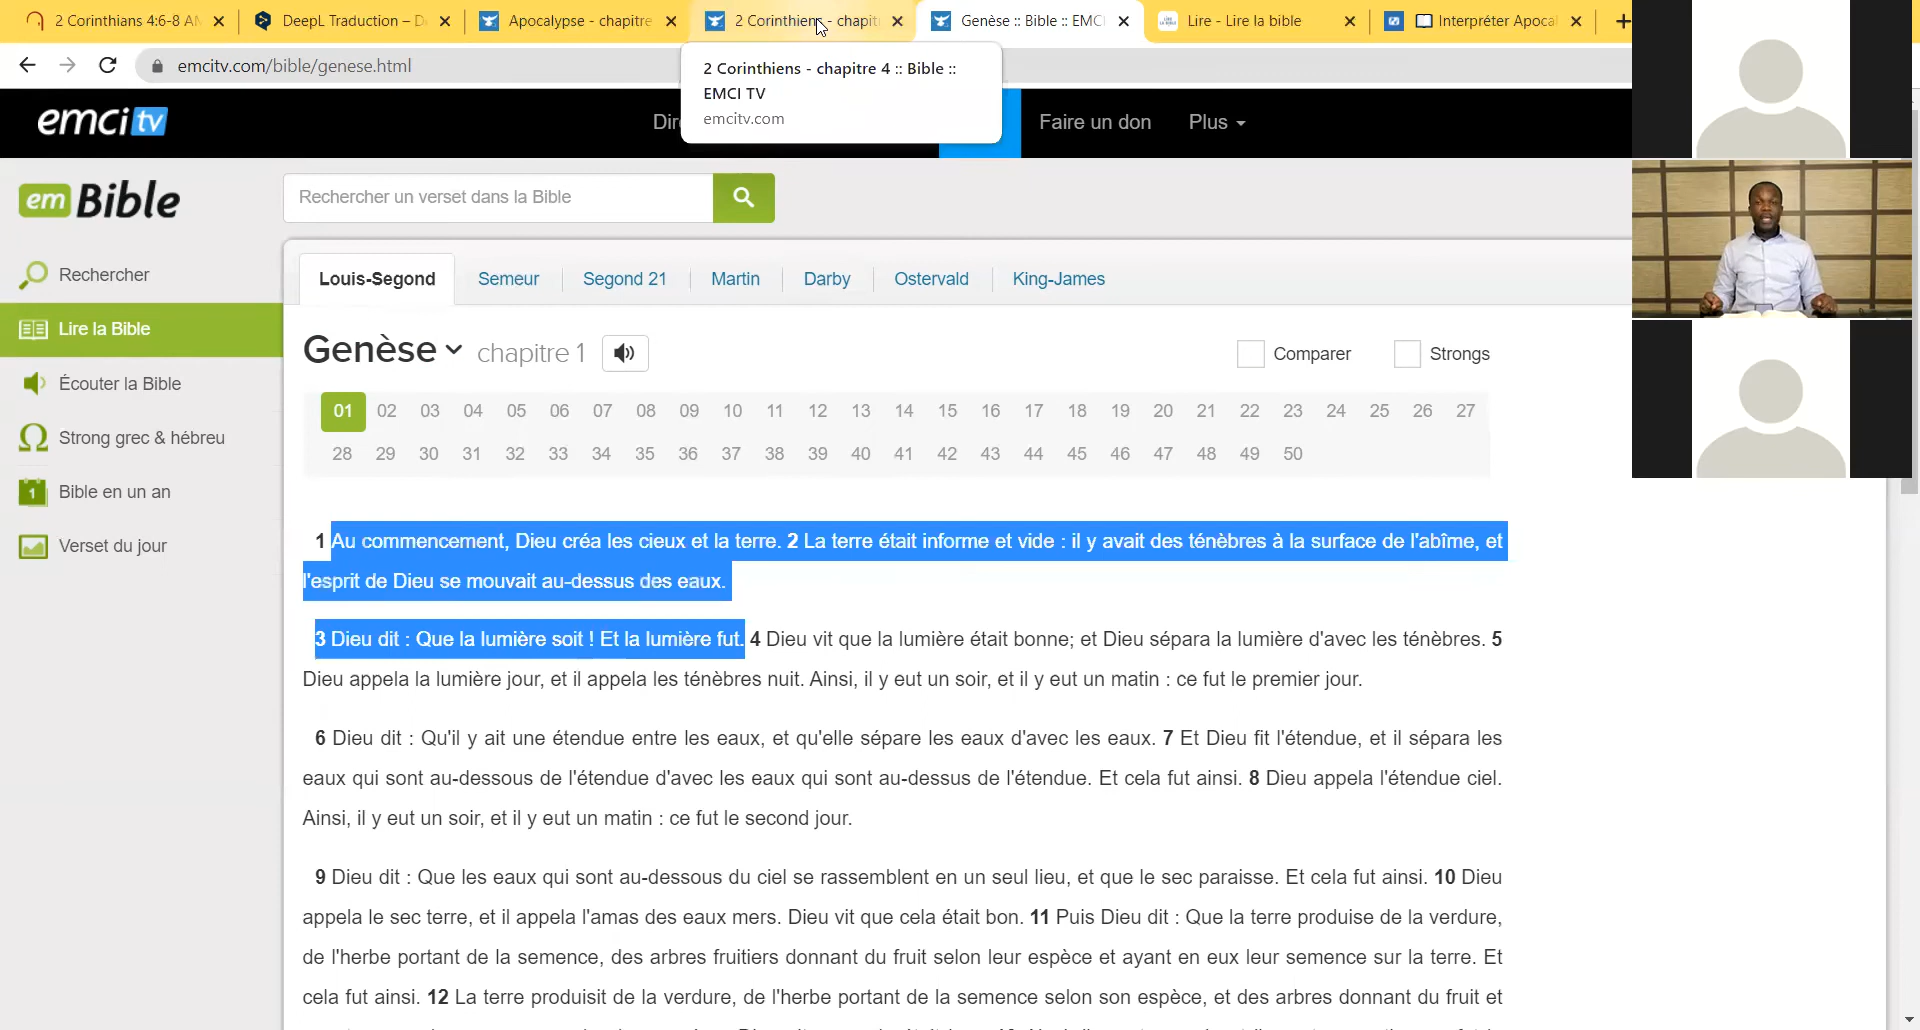 2 Corinthians 4:6-8 AM
DeepL Traduction – D
Apocalypse - chapitre
2 Corinthiens - chapit
Genèse :: Bible :: EMCI
Lire - Lire la bible
Interpréter Apocal
emcitv.com/bible/genese.html
2 Corinthiens - chapitre 4 :: Bible ::
EMCI TV
emcitv.com
emci tv
Dir
Faire un don
Plus
em Bible
Rechercher un verset dans la Bible
Rechercher
Lire la Bible
Écouter la Bible
Strong grec & hébreu
1
Bible en un an
Verset du jour
Louis-Segond
Semeur
Segond 21
Martin
Darby
Ostervald
King-James
Genèse chapitre 1
Comparer
Strongs
01 02 03 04 05 06 07 08 09 10 11 12 13 14 15 16 17 18 19 20 21 22 23 24 25 26 27
28 29 30 31 32 33 34 35 36 37 38 39 40 41 42 43 44 45 46 47 48 49 50
1 Au commencement, Dieu créa les cieux et la terre. 2 La terre était informe et vide : il y avait des ténèbres à la surface de l'abîme, et
l'esprit de Dieu se mouvait au-dessus des eaux.
3 Dieu dit : Que la lumière soit ! Et la lumière fut. 4 Dieu vit que la lumière était bonne; et Dieu sépara la lumière d'avec les ténèbres. 5
Dieu appela la lumière jour, et il appela les ténèbres nuit. Ainsi, il y eut un soir, et il y eut un matin : ce fut le premier jour.
6 Dieu dit : Qu'il y ait une étendue entre les eaux, et qu'elle sépare les eaux d'avec les eaux. 7 Et Dieu fit l'étendue, et il sépara les
eaux qui sont au-dessous de l'étendue d'avec les eaux qui sont au-dessus de l'étendue. Et cela fut ainsi. 8 Dieu appela l'étendue ciel.
Ainsi, il y eut un soir, et il y eut un matin : ce fut le second jour.
9 Dieu dit : Que les eaux qui sont au-dessous du ciel se rassemblent en un seul lieu, et que le sec paraisse. Et cela fut ainsi. 10 Dieu
appela le sec terre, et il appela l'amas des eaux mers. Dieu vit que cela était bon. 11 Puis Dieu dit : Que la terre produise de la verdure,
de l'herbe portant de la semence, des arbres fruitiers donnant du fruit selon leur espèce et ayant en eux leur semence sur la terre. Et
cela fut ainsi. 12 La terre produisit de la verdure, de l'herbe portant de la semence selon son espèce, et des arbres donnant du fruit et